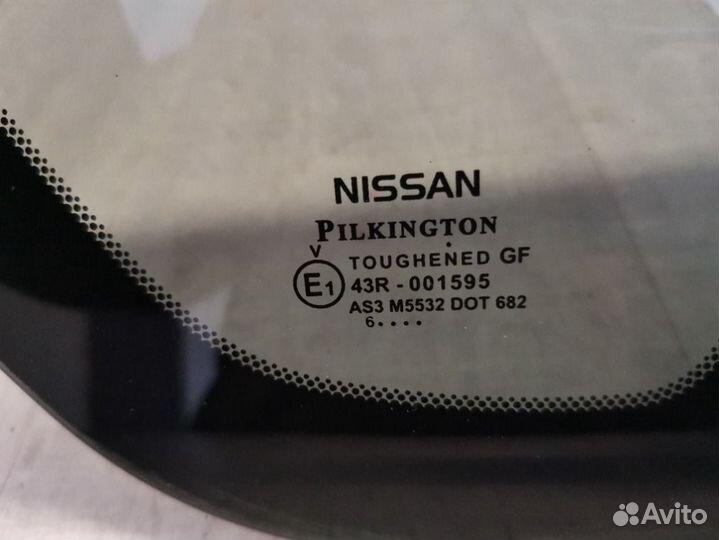 NISSAN
PILKINGTON
V
TOUGHENED GF
E1 43R - 001595
AS3 M5532 DOT 682
6....
Avito